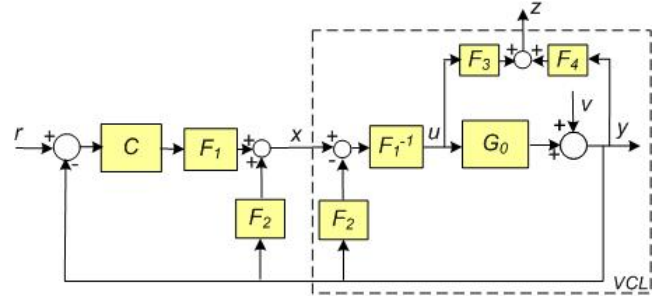 z
+ +
F3 F4
v
r + x + u + y
C F1 + F1^-1 G0 +
- + -
F2 F2
VCL